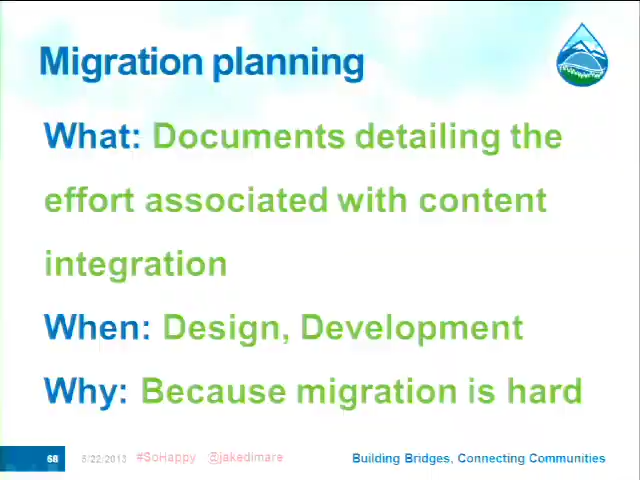 Migration planning
What: Documents detailing the
effort associated with content
integration
When: Design, Development
Why: Because migration is hard
68 5/22/2013 #SoHappy @jakedimare Building Bridges, Connecting Communities